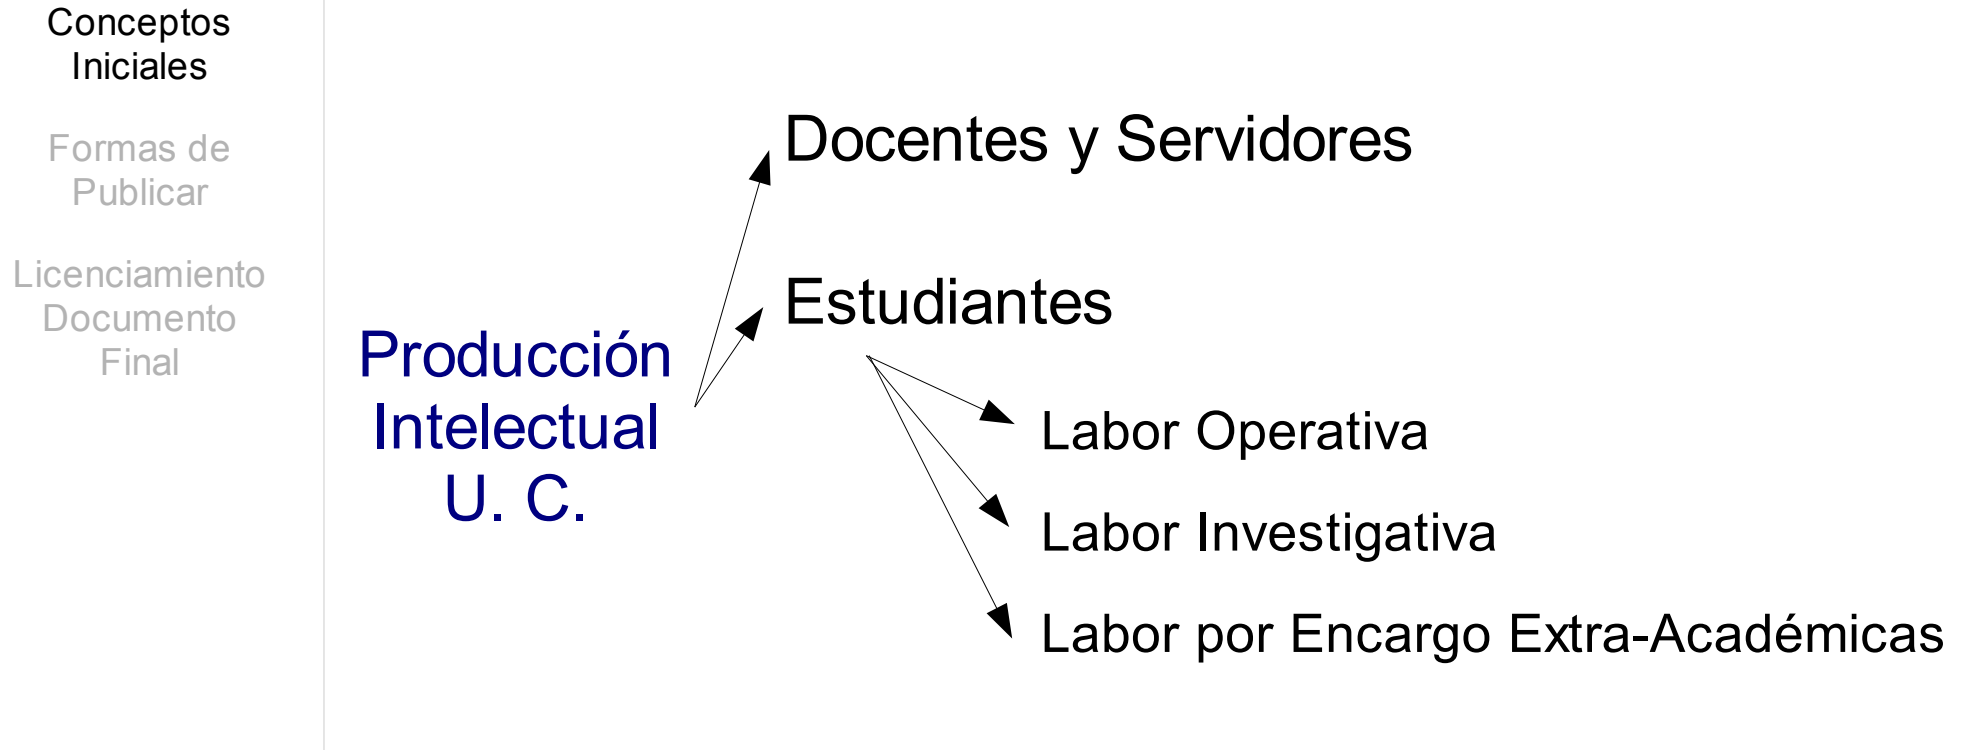 Conceptos
Iniciales
Formas de
Publicar
Licenciamiento
Documento
Final
Producción
Intelectual
U. C.
Docentes y Servidores
Estudiantes
Labor Operativa
Labor Investigativa
Labor por Encargo Extra-Académicas